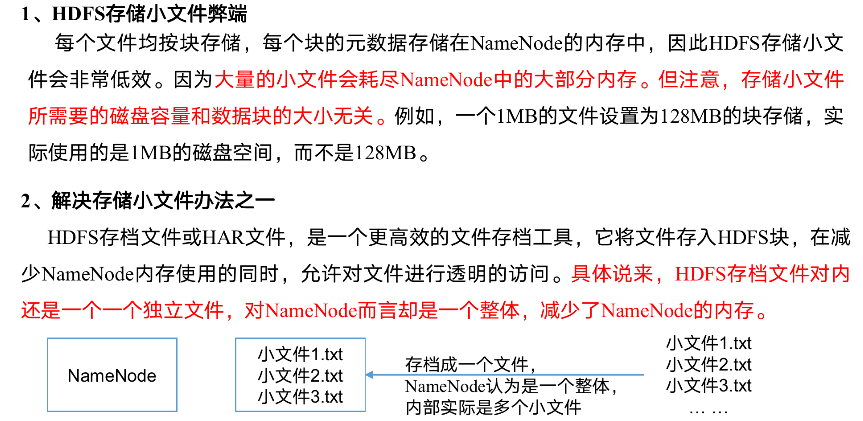 1、HDFS存储小文件弊端
每个文件均按块存储，每个块的元数据存储在NameNode的内存中，因此HDFS存储小文
件会非常低效。因为大量的小文件会耗尽NameNode中的大部分内存。但注意，存储小文件
所需要的磁盘容量和数据块的大小无关。例如，一个1MB的文件设置为128MB的块存储，实
际使用的是1MB的磁盘空间，而不是128MB。
2、解决存储小文件办法之一
HDFS存档文件或HAR文件，是一个更高效的文件存档工具，它将文件存入HDFS块，在减
少NameNode内存使用的同时，允许对文件进行透明的访问。具体说来，HDFS存档文件对内
还是一个一个独立文件，对NameNode而言却是一个整体，减少了NameNode的内存。
NameNode
小文件1.txt
小文件2.txt
小文件3.txt
存档成一个文件，
NameNode认为是一个整体，
内部实际是多个小文件
小文件1.txt
小文件2.txt
小文件3.txt
… …